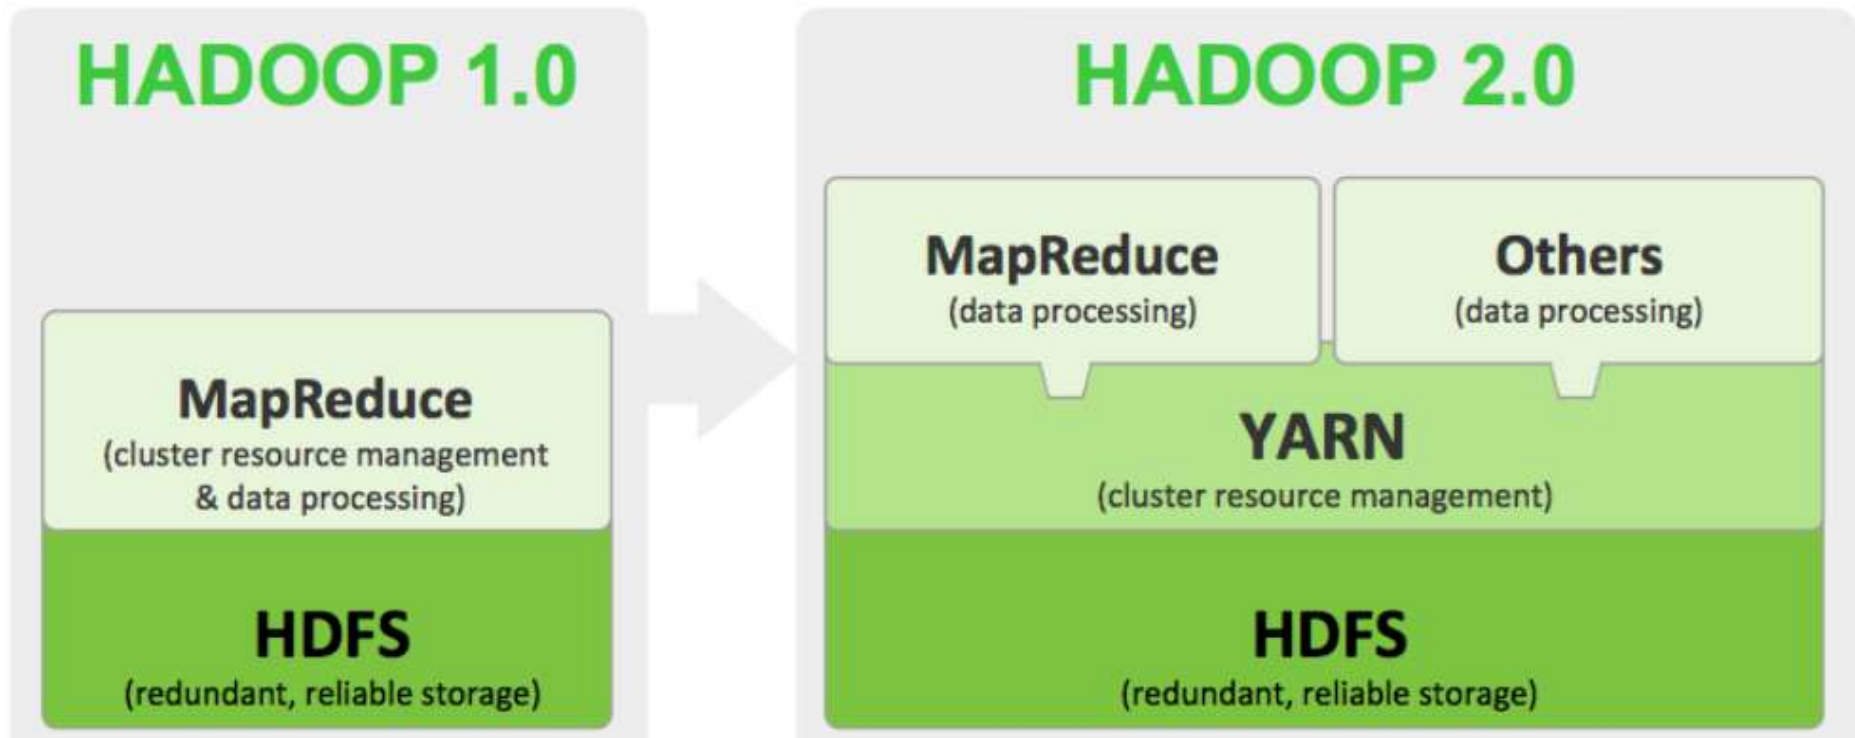 HADOOP 1.0
MapReduce
(cluster resource management
& data processing)
HDFS
(redundant, reliable storage)
HADOOP 2.0
MapReduce
(data processing)
Others
(data processing)
YARN
(cluster resource management)
HDFS
(redundant, reliable storage)